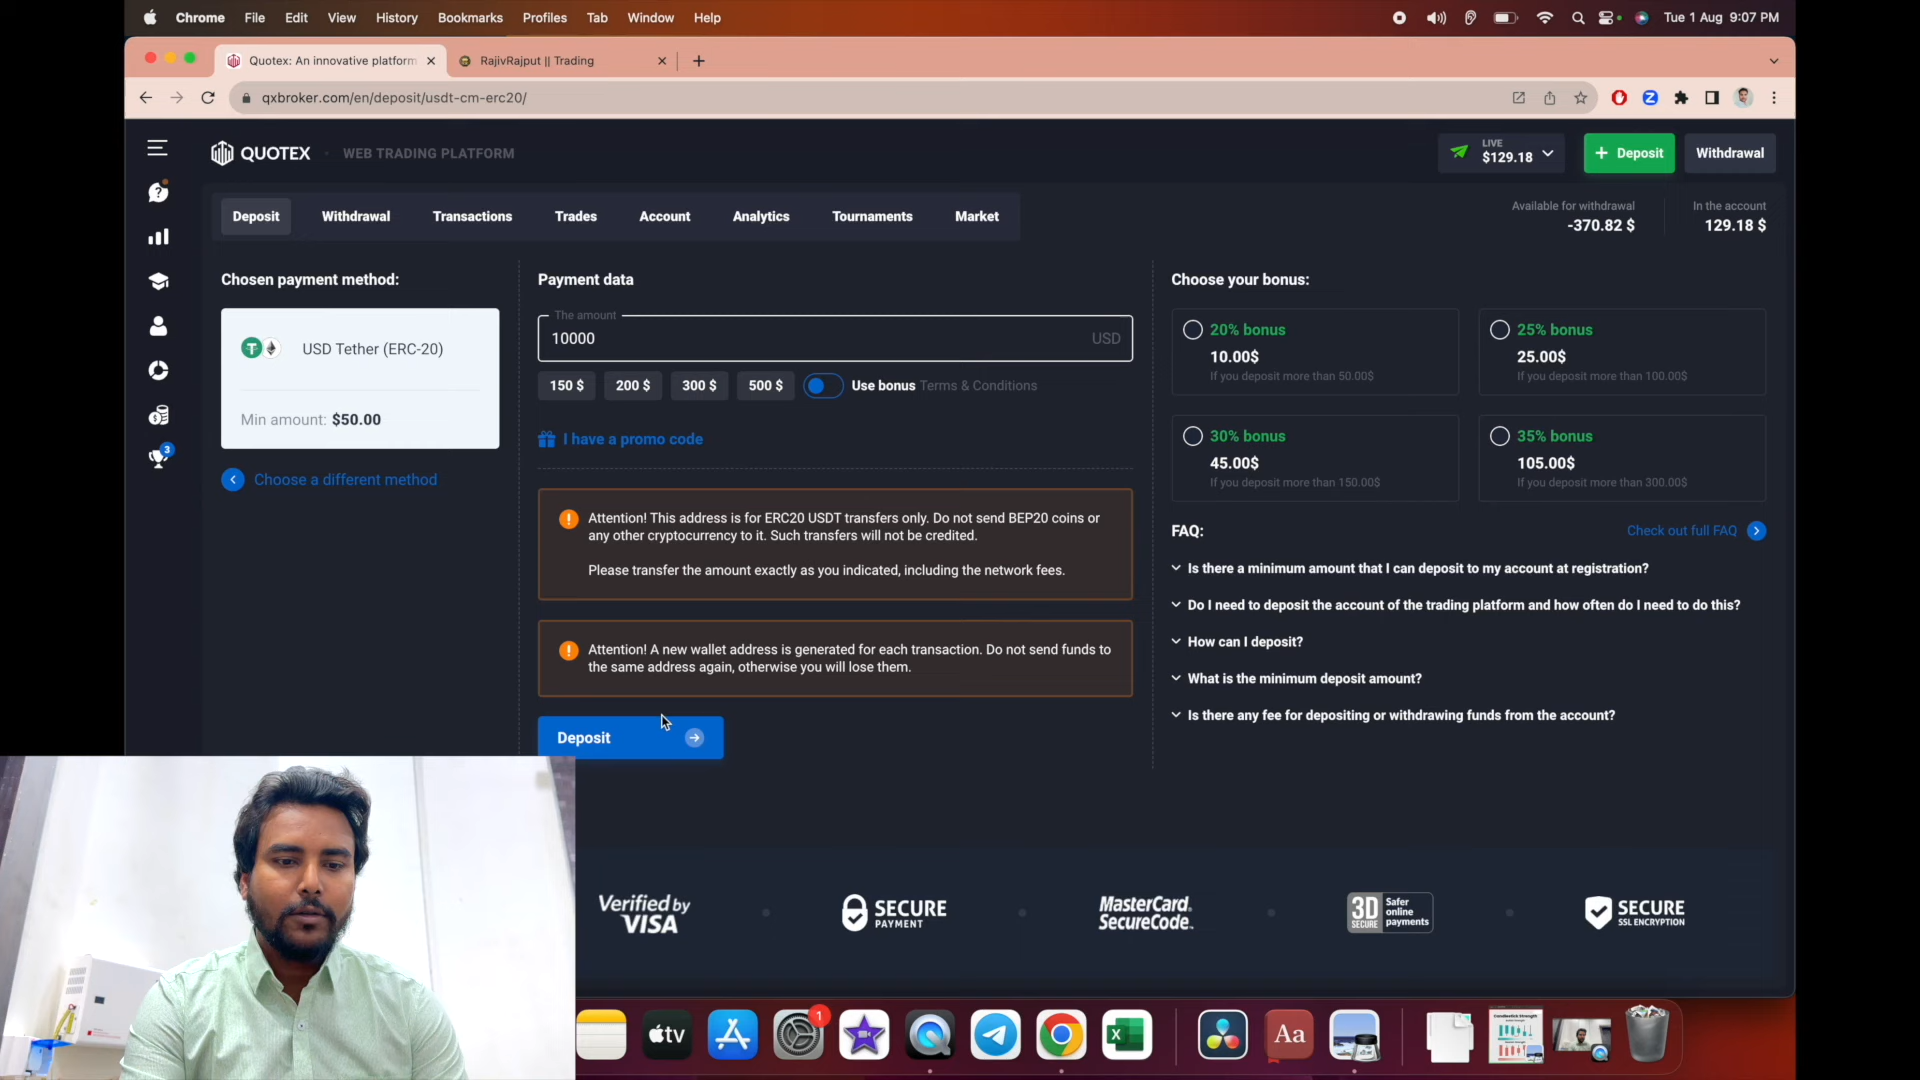 Chrome File Edit View History Bookmarks Profiles Tab Window Help
Tue 1 Aug 9:07 PM
Quotex: An innovative platform
RajivRajput || Trading
qxbroker.com/en/deposit/usdt-cm-erc20/
QUOTEX
WEB TRADING PLATFORM
LIVE
$129.18
+ Deposit
Withdrawal
Deposit Withdrawal Transactions Trades Account Analytics Tournaments Market
Available for withdrawal
-370.82 $
In the account
129.18 $
Chosen payment method:
USD Tether (ERC-20)
Min amount: $50.00
Choose a different method
3
Payment data
The amount
10000 USD
150 $ 200 $ 300 $ 500 $ Use bonus Terms & Conditions
I have a promo code
Attention! This address is for ERC20 USDT transfers only. Do not send BEP20 coins or
any other cryptocurrency to it. Such transfers will not be credited.
Please transfer the amount exactly as you indicated, including the network fees.
Attention! A new wallet address is generated for each transaction. Do not send funds to
the same address again, otherwise you will lose them.
Deposit
Choose your bonus:
20% bonus
10.00$
If you deposit more than 50.00$
25% bonus
25.00$
If you deposit more than 100.00$
30% bonus
45.00$
If you deposit more than 150.00$
35% bonus
105.00$
If you deposit more than 300.00$
FAQ:
Check out full FAQ
Is there a minimum amount that I can deposit to my account at registration?
Do I need to deposit the account of the trading platform and how often do I need to do this?
How can I deposit?
What is the minimum deposit amount?
Is there any fee for depositing or withdrawing funds from the account?
Verified by
VISA
SECURE
PAYMENT
MasterCard.
SecureCode.
3D
SECURE
Safer
online
payments
SECURE
SSL ENCRYPTION
tv
1
X
Aa
Candlestick Strength